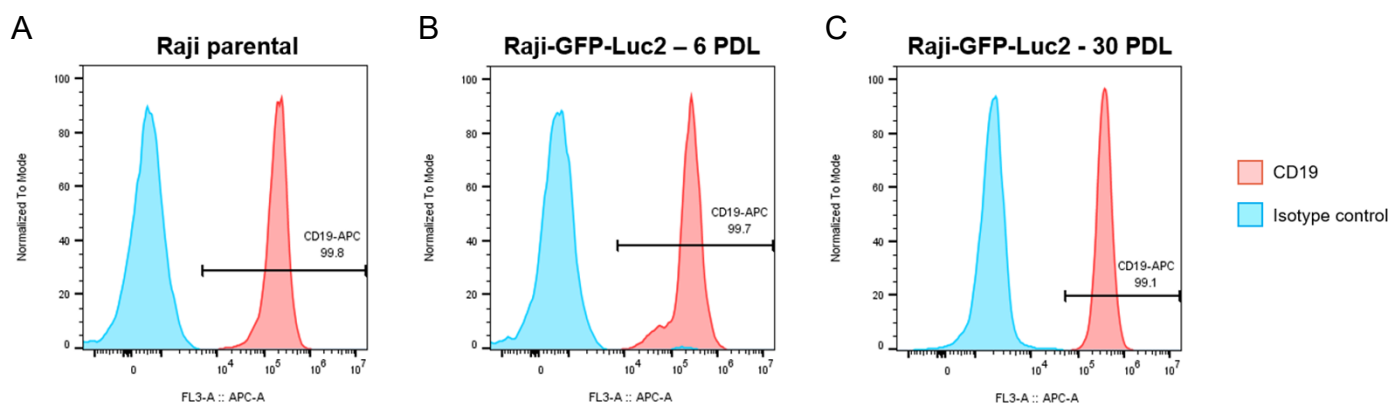 A
Raji parental
100
80
60
40
20
0
Normalized To Mode
CD19-APC
99.8
0
10^4
10^5
10^6
10^7
FL3-A :: APC-A
B
Raji-GFP-Luc2 – 6 PDL
100
80
60
40
20
0
Normalized To Mode
CD19-APC
99.7
0
10^4
10^5
10^6
10^7
FL3-A :: APC-A
C
Raji-GFP-Luc2 - 30 PDL
100
80
60
40
20
0
Normalized To Mode
CD19-APC
99.1
0
10^4
10^5
10^6
10^7
FL3-A :: APC-A
CD19
Isotype control